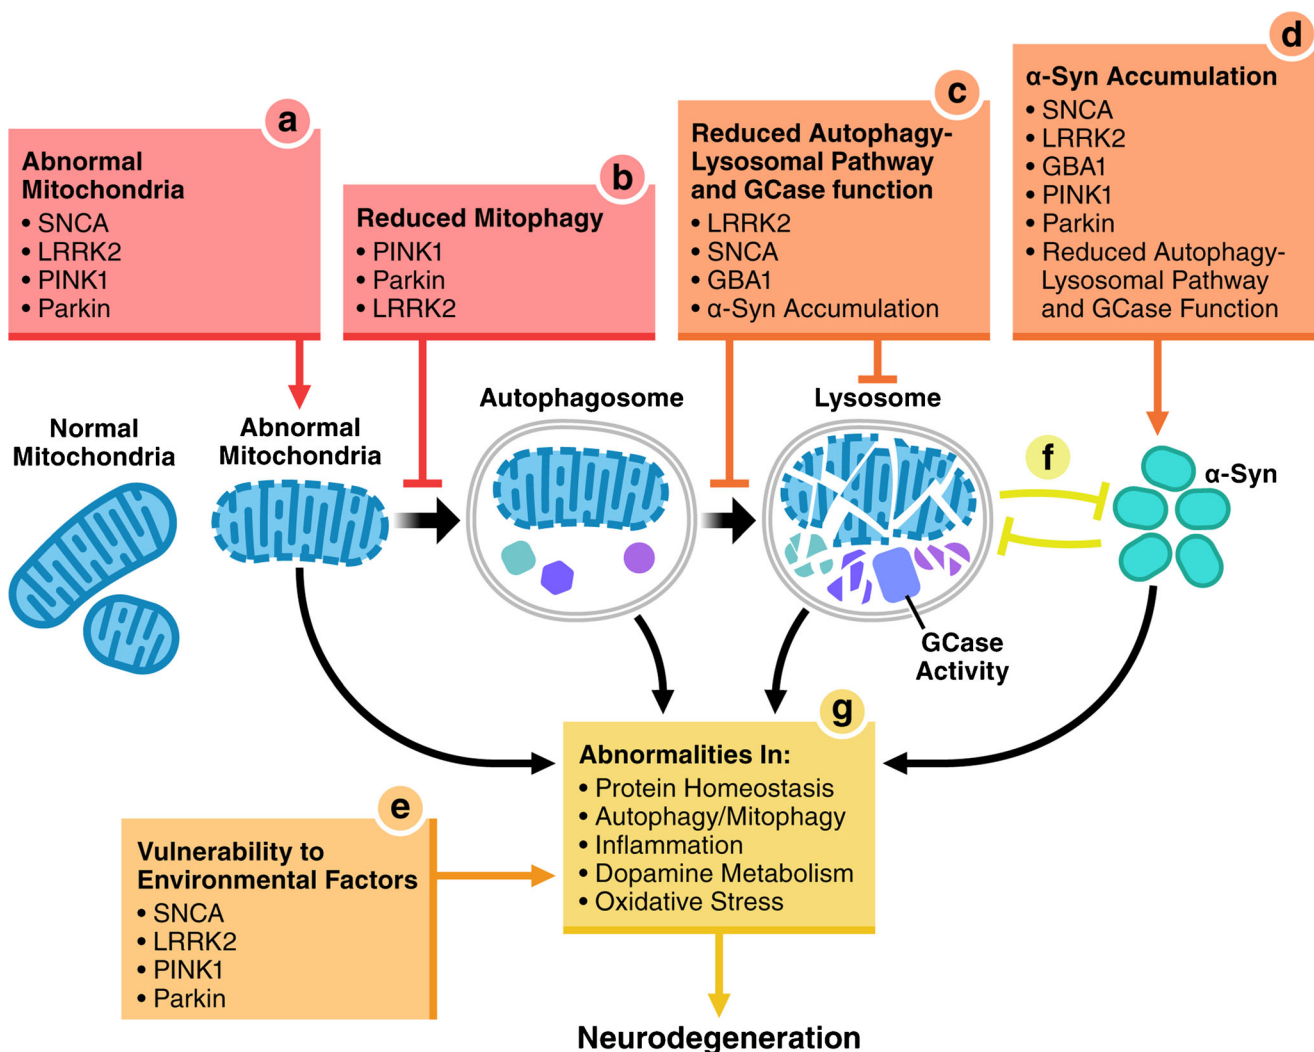 a
Abnormal
Mitochondria
• SNCA
• LRRK2
• PINK1
• Parkin
b
Reduced Mitophagy
• PINK1
• Parkin
• LRRK2
c
Reduced Autophagy-
Lysosomal Pathway
and GCase function
• LRRK2
• SNCA
• GBA1
• α-Syn Accumulation
d
α-Syn Accumulation
• SNCA
• LRRK2
• GBA1
• PINK1
• Parkin
• Reduced Autophagy-
Lysosomal Pathway
and GCase Function
Normal
Mitochondria
Abnormal
Mitochondria
Autophagosome
Lysosome
f
α-Syn
GCase
Activity
g
Abnormalities In:
• Protein Homeostasis
• Autophagy/Mitophagy
• Inflammation
• Dopamine Metabolism
• Oxidative Stress
e
Vulnerability to
Environmental Factors
• SNCA
• LRRK2
• PINK1
• Parkin
Neurodegeneration